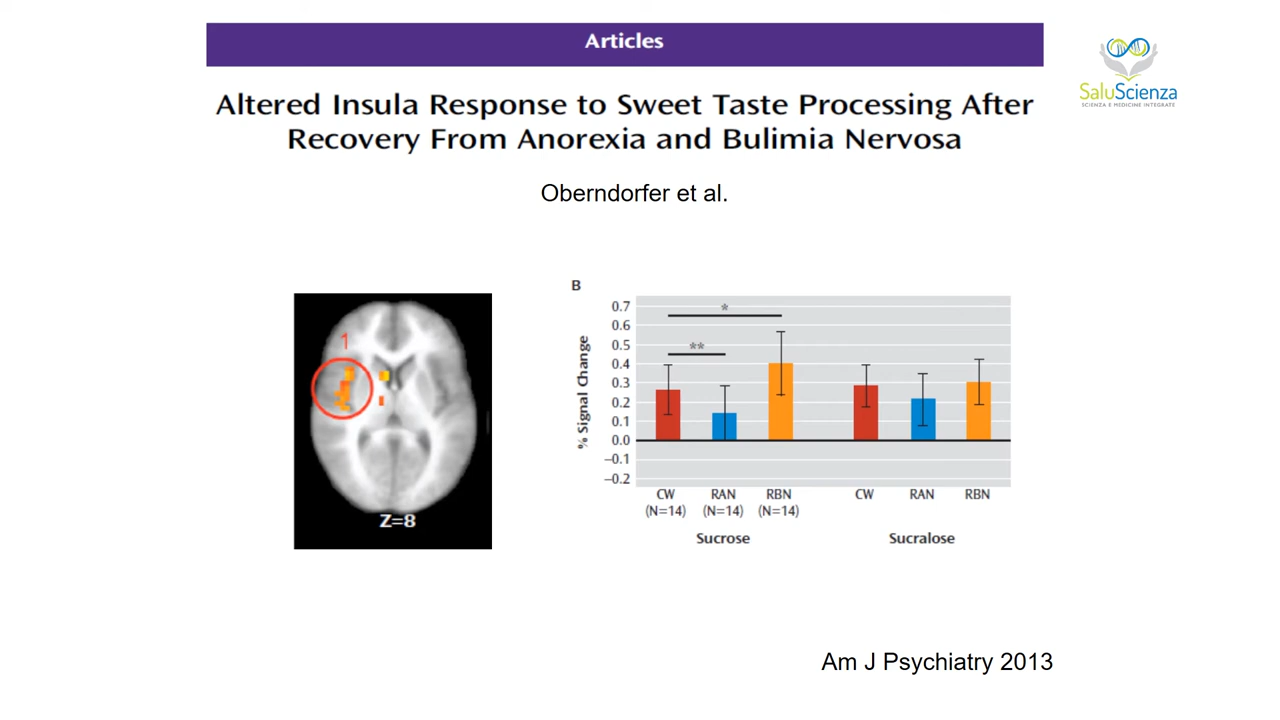 Articles
SaluScienza
SCIENZA E MEDICINE INTEGRATE
Altered Insula Response to Sweet Taste Processing After
Recovery From Anorexia and Bulimia Nervosa
Oberndorfer et al.
1
Z=8
B
% Signal Change
0.7
0.6
0.5
0.4
0.3
0.2
0.1
0.0
–0.1
–0.2
*
**
CW RAN RBN CW RAN RBN
(N=14) (N=14) (N=14)
Sucrose Sucralose
Am J Psychiatry 2013